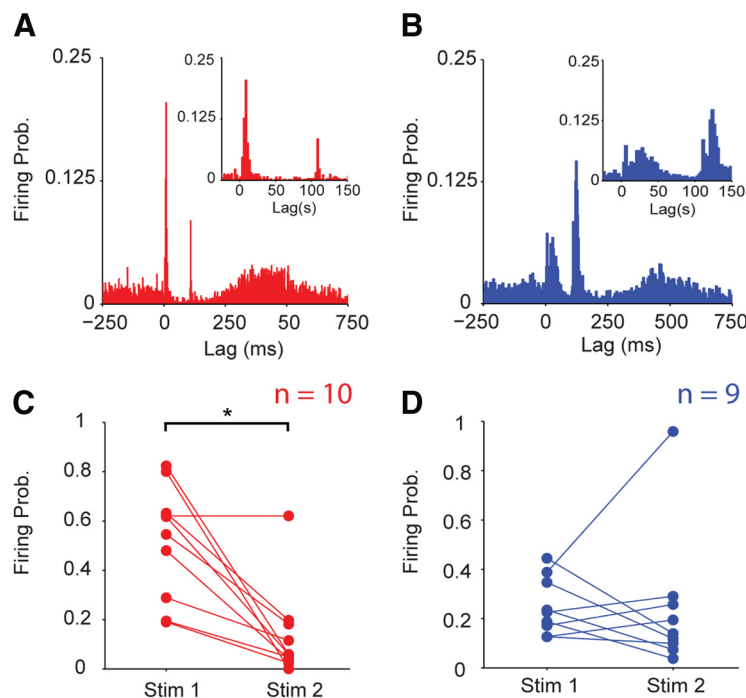 A
B
Firing Prob.
0.25
0.125
0
0.25
0.125
0
0
50
100
150
Lag(s)
−250
0
250
50
750
Lag (ms)
Firing Prob.
0.25
0.125
0
0.25
0.125
0
0
50
100
150
Lag(s)
−250
0
250
500
750
Lag (ms)
C
n = 10
*
Firing Prob.
1
0.8
0.6
0.4
0.2
0
Stim 1
Stim 2
D
n = 9
Firing Prob.
1
0.8
0.6
0.4
0.2
0
Stim 1
Stim 2